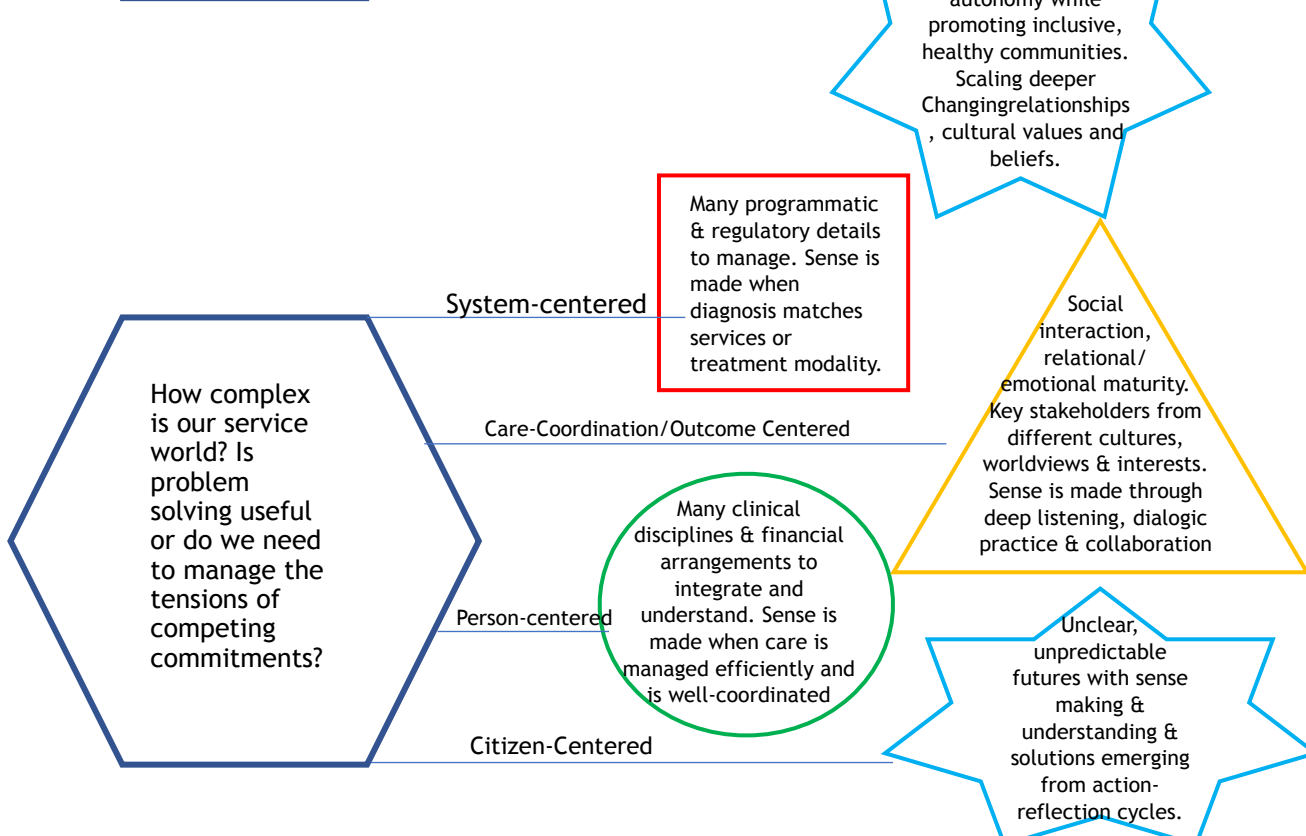 autonomy while
promoting inclusive,
healthy communities.
Scaling deeper
Changingrelationships
, cultural values and
beliefs.
System-centered
Many programmatic
& regulatory details
to manage. Sense is
made when
diagnosis matches
services or
treatment modality.
How complex
is our service
world? Is
problem
solving useful
or do we need
to manage the
tensions of
competing
commitments?
Care-Coordination/Outcome Centered
Social
interaction,
relational/
emotional maturity.
Key stakeholders from
different cultures,
worldviews & interests.
Sense is made through
deep listening, dialogic
practice & collaboration
Person-centered
Many clinical
disciplines & financial
arrangements to
integrate and
understand. Sense is
made when care is
managed efficiently and
is well-coordinated
Citizen-Centered
Unclear,
unpredictable
futures with sense
making &
understanding &
solutions emerging
from action-
reflection cycles.